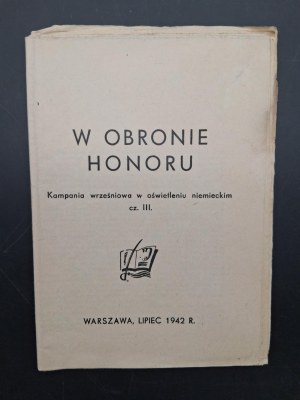 W OBRONIE
HONORU
Kampania wrześniowa w oświetleniu niemieckim
cz. III.
WARSZAWA, LIPIEC 1942 R.